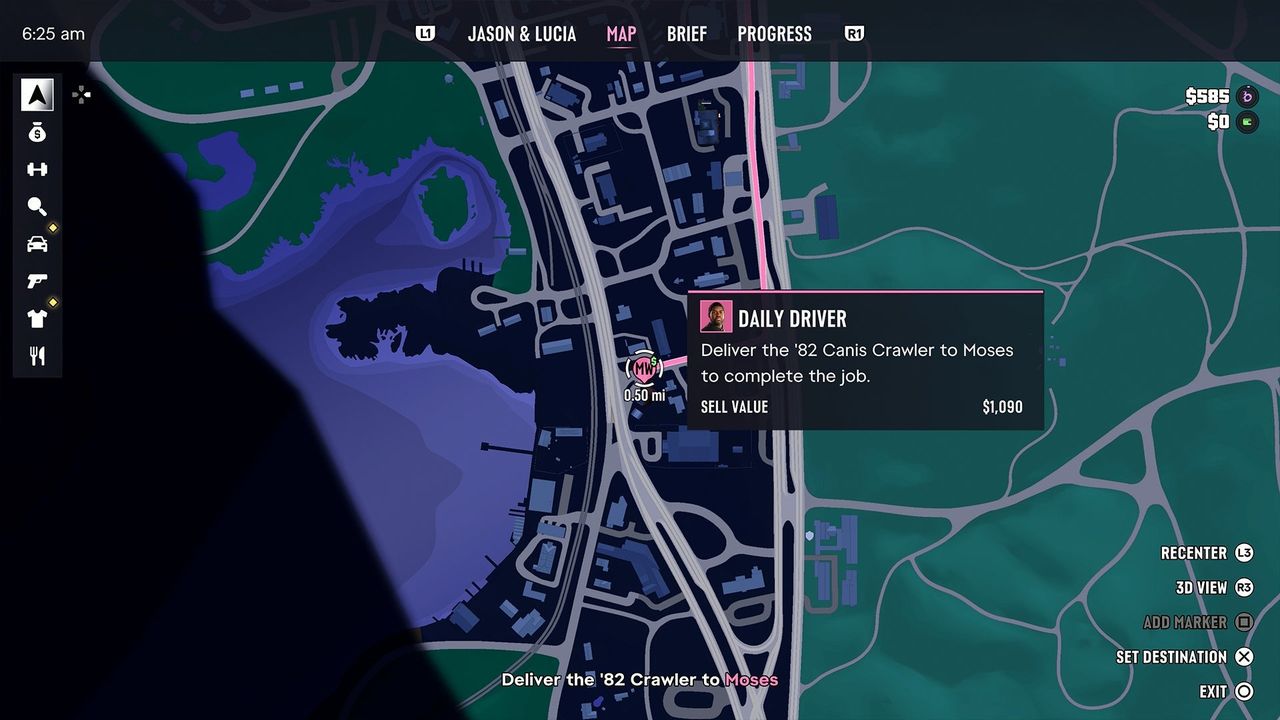 6:25 am
L1 JASON & LUCIA MAP BRIEF PROGRESS R1
$585
$0
DAILY DRIVER
Deliver the '82 Canis Crawler to Moses
to complete the job.
SELL VALUE $1,090
MW$
0.50 mi
RECENTER L3
3D VIEW R3
ADD MARKER
SET DESTINATION
EXIT
Deliver the '82 Crawler to Moses